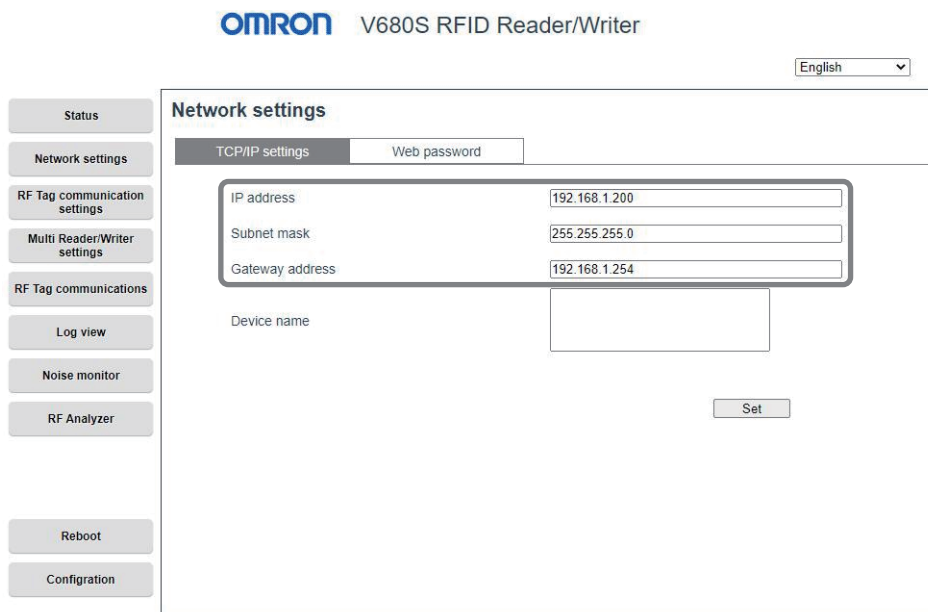 OMRON V680S RFID Reader/Writer
English
Status
Network settings
RF Tag communication
settings
Multi Reader/Writer
settings
RF Tag communications
Log view
Noise monitor
RF Analyzer
Reboot
Configration
Network settings
TCP/IP settings Web password
IP address 192.168.1.200
Subnet mask 255.255.255.0
Gateway address 192.168.1.254
Device name
Set